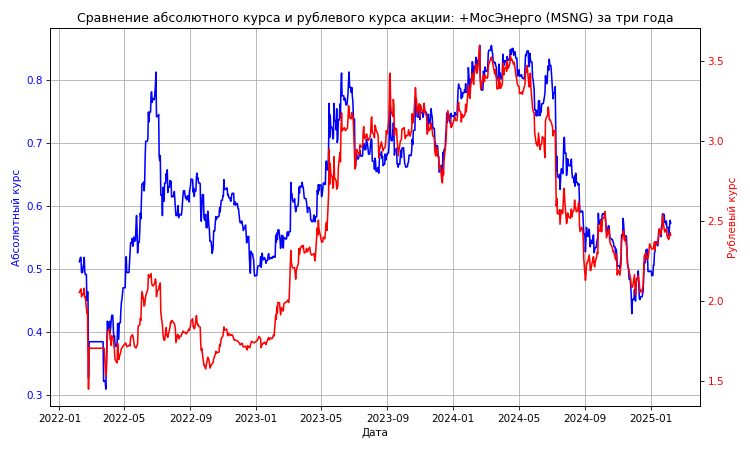 Сравнение абсолютного курса и рублевого курса акции: +МосЭнерго (MSNG) за три года
Абсолютный курс
0.8
0.7
0.6
0.5
0.4
0.3
3.5
3.0
2.5
2.0
1.5
Рублевый курс
2022-01 2022-05 2022-09 2023-01 2023-05 2023-09 2024-01 2024-05 2024-09 2025-01
Дата